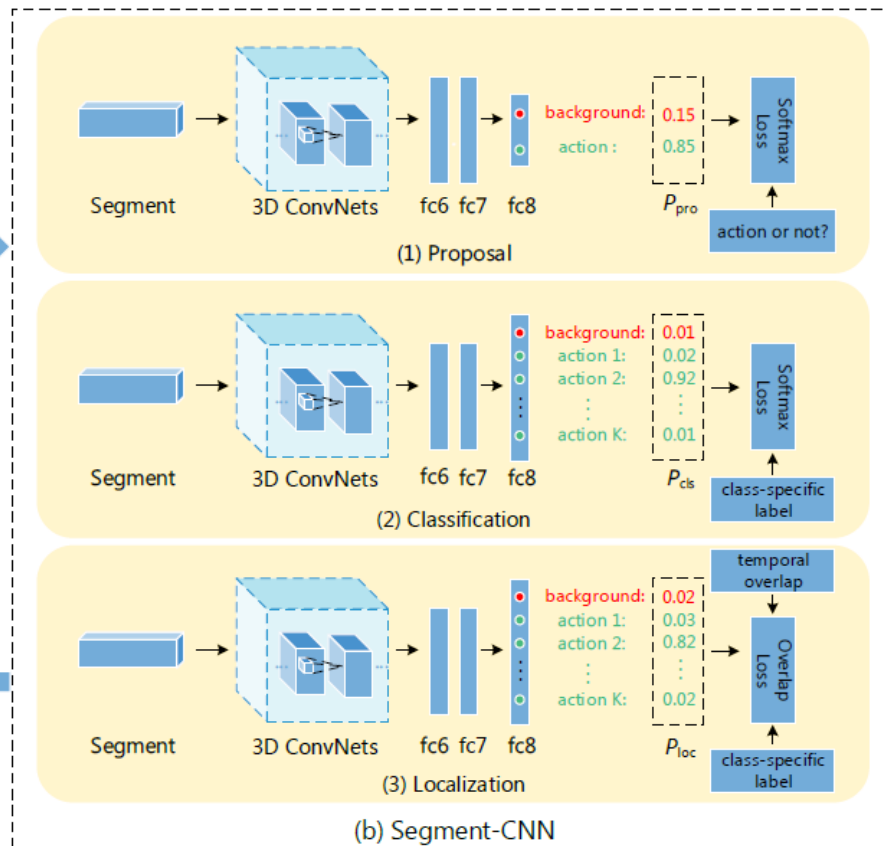 background: 0.15
action : 0.85
Softmax
Loss
Segment
3D ConvNets
fc6 fc7 fc8
Ppro
action or not?
(1) Proposal
background: 0.01
action 1: 0.02
action 2: 0.92
⋮ ⋮
action K: 0.01
Softmax
Loss
Segment
3D ConvNets
fc6 fc7 fc8
Pcls
class-specific
label
(2) Classification
temporal
overlap
background: 0.02
action 1: 0.03
action 2: 0.82
⋮ ⋮
action K: 0.02
Overlap
Loss
Segment
3D ConvNets
fc6 fc7 fc8
Ploc
class-specific
label
(3) Localization
(b) Segment-CNN